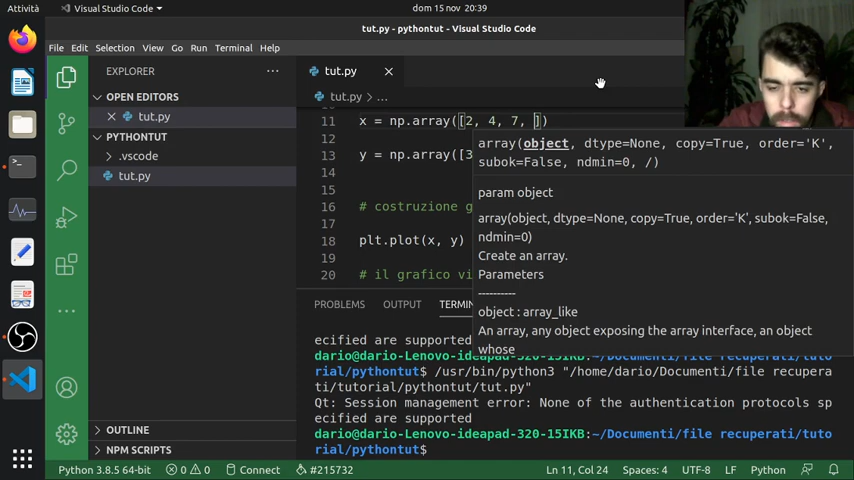 Attività
Visual Studio Code
dom 15 nov 20:39
tut.py - pythontut - Visual Studio Code
File Edit Selection View Go Run Terminal Help
EXPLORER
OPEN EDITORS
tut.py
PYTHONTUT
.vscode
tut.py
OUTLINE
NPM SCRIPTS
tut.py
tut.py > ...
11 x = np.array([2, 4, 7, ])
12
13 y = np.array([3
14
15
16 # costruzione g
17
18 plt.plot(x, y)
19
20 # il grafico vi
array(object, dtype=None, copy=True, order='K',
subok=False, ndmin=0, /)
param object
array(object, dtype=None, copy=True, order='K', subok=False,
ndmin=0)
Create an array.
Parameters
----------
object : array_like
An array, any object exposing the array interface, an object
whose
PROBLEMS OUTPUT TERMIN
ecified are supported
dario@dario-Lenovo-ideapad-320-15IKB:~/Documenti/file recuperati/tuto
rial/pythontut$ /usr/bin/python3 "/home/dario/Documenti/file recupera
ti/tutorial/pythontut/tut.py"
Qt: Session management error: None of the authentication protocols sp
ecified are supported
dario@dario-Lenovo-ideapad-320-15IKB:~/Documenti/file recuperati/tuto
rial/pythontut$
Python 3.8.5 64-bit 0 0 Connect #215732 Ln 11, Col 24 Spaces: 4 UTF-8 LF Python